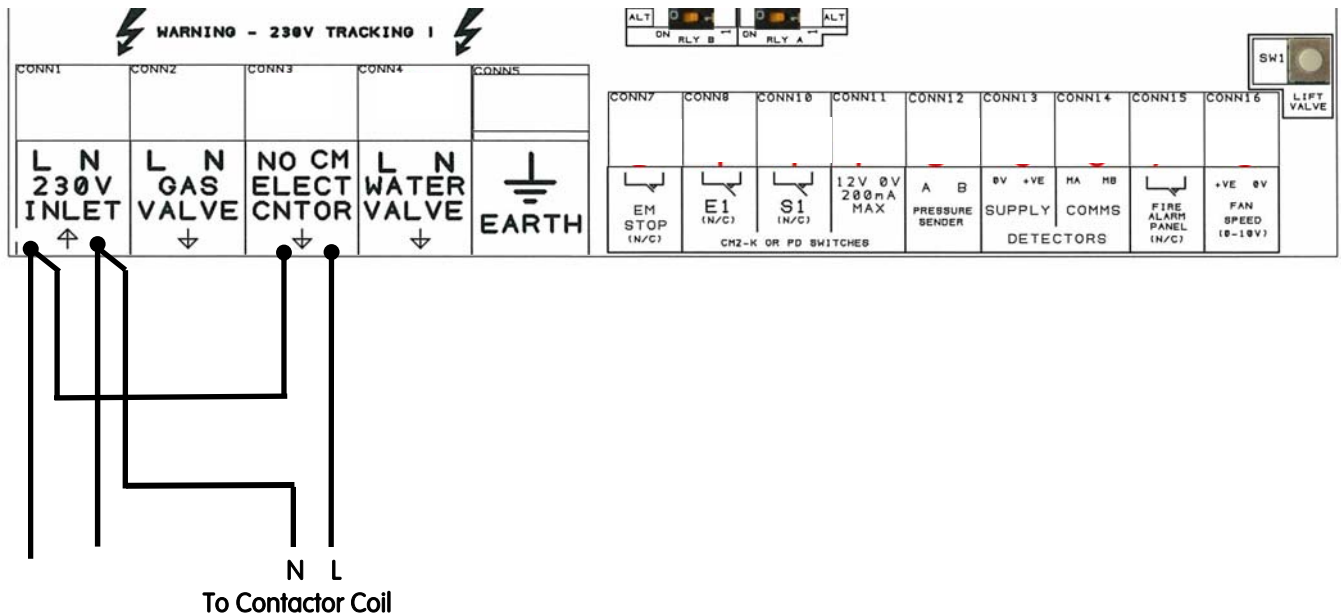 WARNING - 230V TRACKING !
ALT
ON RLY B 1
ON RLY A 1
ALT
SW1
LIFT
VALVE
CONN1
L N
230V
INLET
CONN2
L N
GAS
VALVE
CONN3
NO CM
ELECT
CNTOR
CONN4
L N
WATER
VALVE
CONN5
EARTH
CONN7
EM
STOP
(N/C)
CONN8
E1
(N/C)
CONN10
S1
(N/C)
CM2-K OR PD SWITCHES
CONN11
12V 0V
200mA
MAX
CONN12
A B
PRESSURE
SENDER
CONN13
0V +VE
SUPPLY
CONN14
MA MB
COMMS
DETECTORS
CONN15
FIRE
ALARM
PANEL
(N/C)
CONN16
+VE 0V
FAN
SPEED
(0-10V)
N L
To Contactor Coil